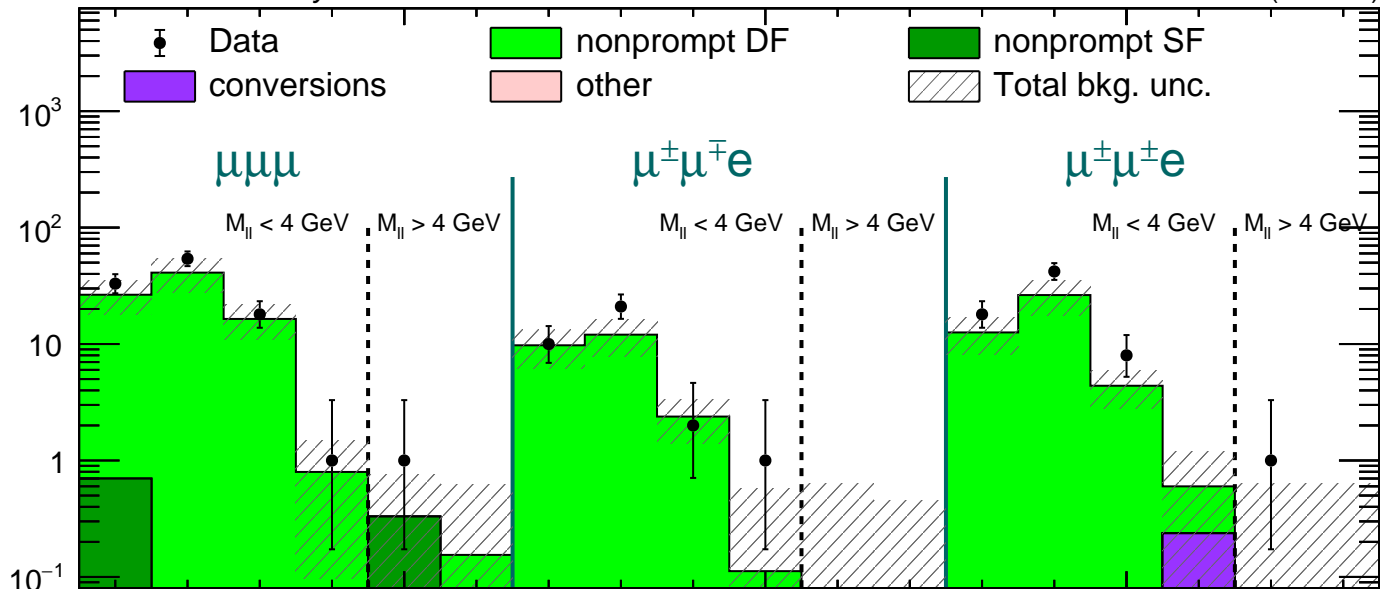 Data nonprompt DF nonprompt SF
conversions other Total bkg. unc.
10³
μμμ μ±μ∓e μ±μ±e
M_ll < 4 GeV M_ll > 4 GeV M_ll < 4 GeV M_ll > 4 GeV M_ll < 4 GeV M_ll > 4 GeV
10²
10
1
10⁻¹